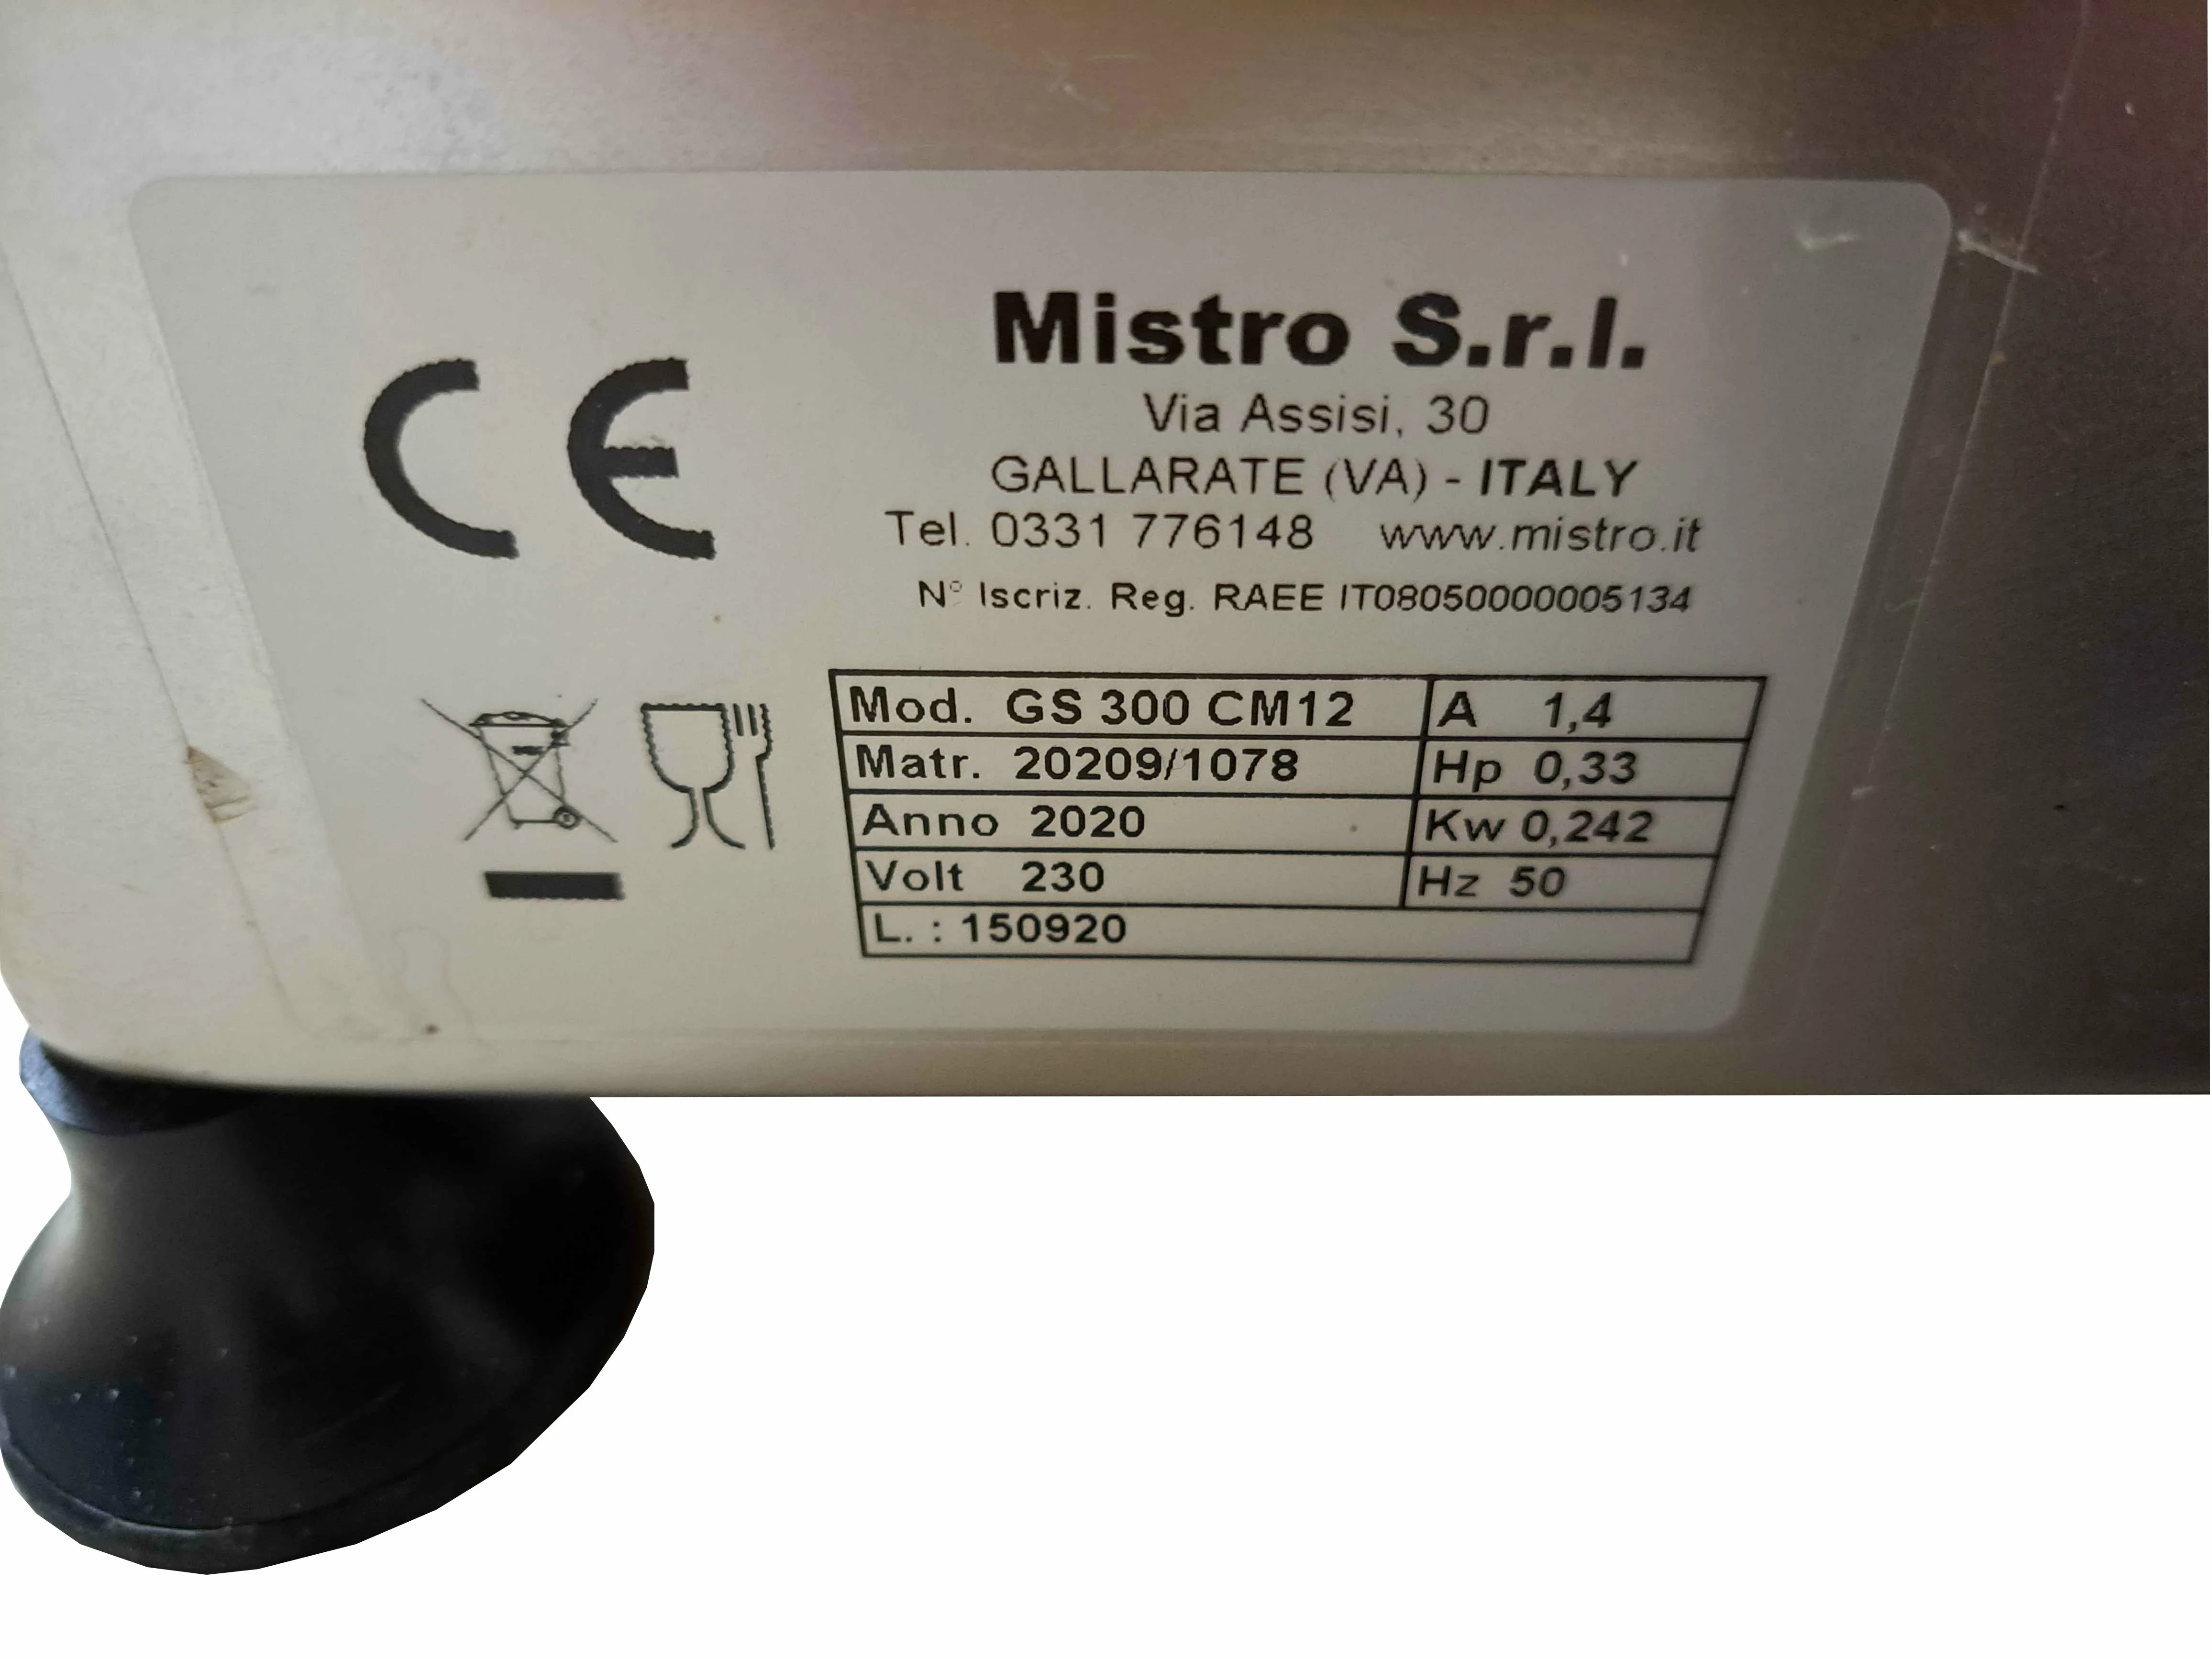 CE
Mistro S.r.l.
Via Assisi, 30
GALLARATE (VA) - ITALY
Tel. 0331 776148 www.mistro.it
N° Iscriz. Reg. RAEE IT08050000005134
Mod. GS 300 CM12 A 1,4
Matr. 20209/1078 Hp 0,33
Anno 2020 Kw 0,242
Volt 230 Hz 50
L. : 150920